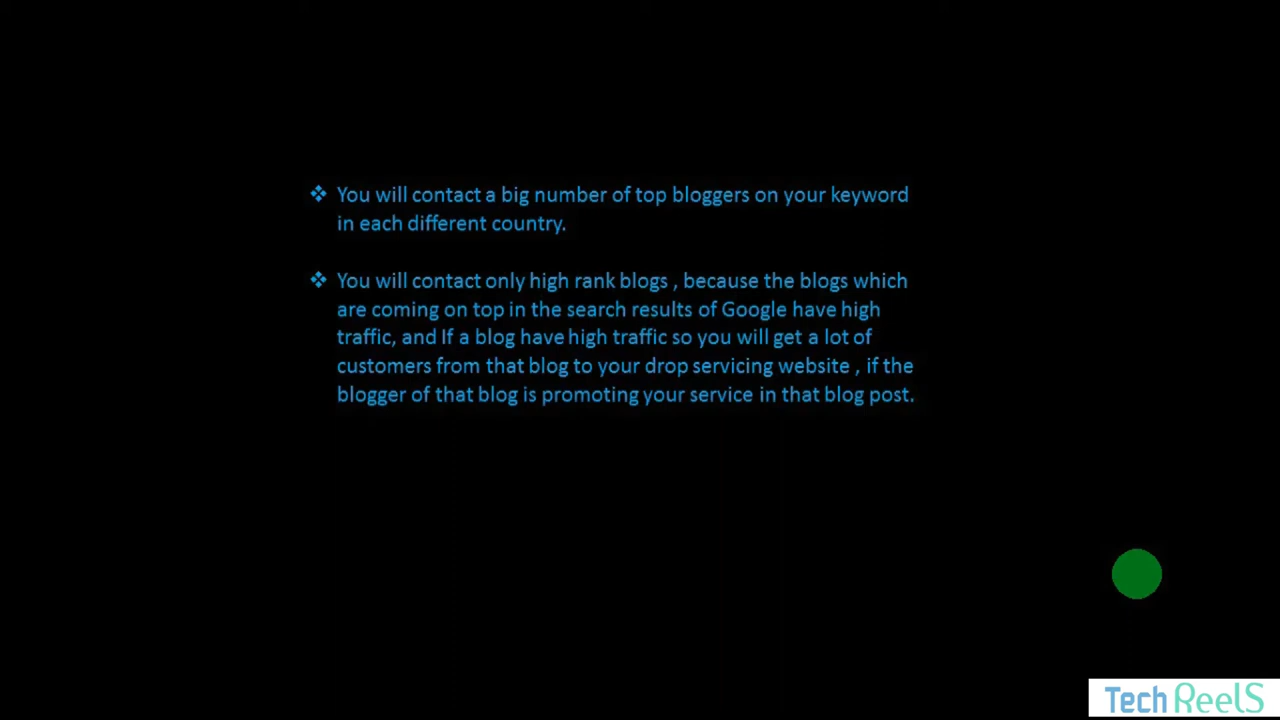 ❖ You will contact a big number of top bloggers on your keyword
in each different country.
❖ You will contact only high rank blogs , because the blogs which
are coming on top in the search results of Google have high
traffic, and If a blog have high traffic so you will get a lot of
customers from that blog to your drop servicing website , if the
blogger of that blog is promoting your service in that blog post.
Tech ReelS